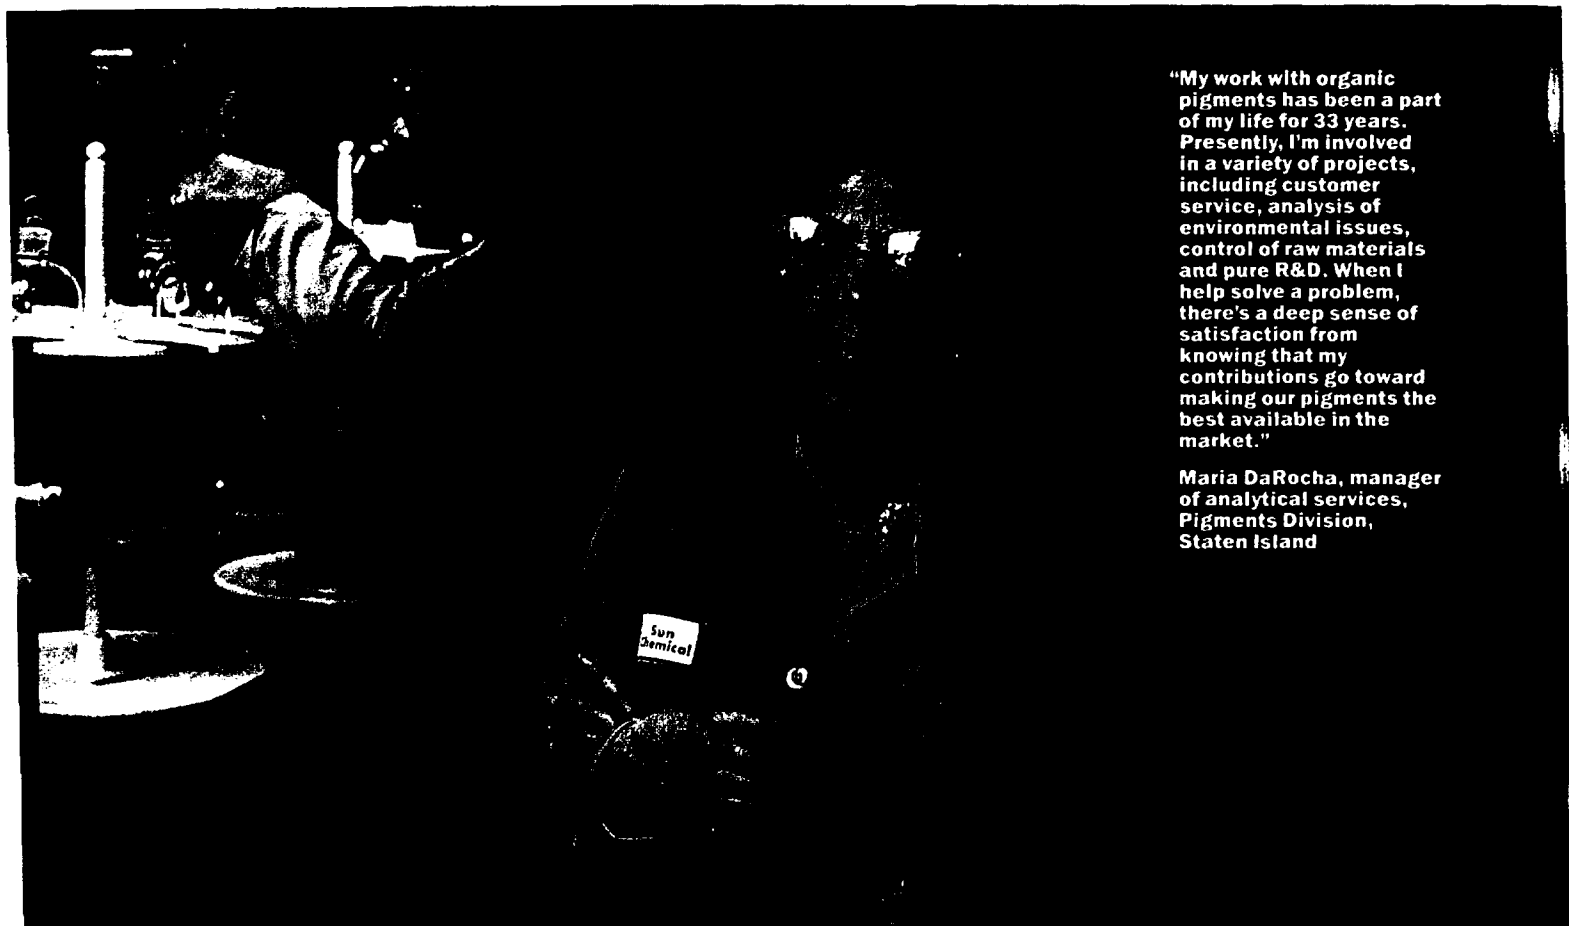 “My work with organic
pigments has been a part
of my life for 33 years.
Presently, I’m involved
in a variety of projects,
including customer
service, analysis of
environmental issues,
control of raw materials
and pure R&D. When I
help solve a problem,
there’s a deep sense of
satisfaction from
knowing that my
contributions go toward
making our pigments the
best available in the
market.”
Maria DaRocha, manager
of analytical services,
Pigments Division,
Staten Island
Sun
Chemical